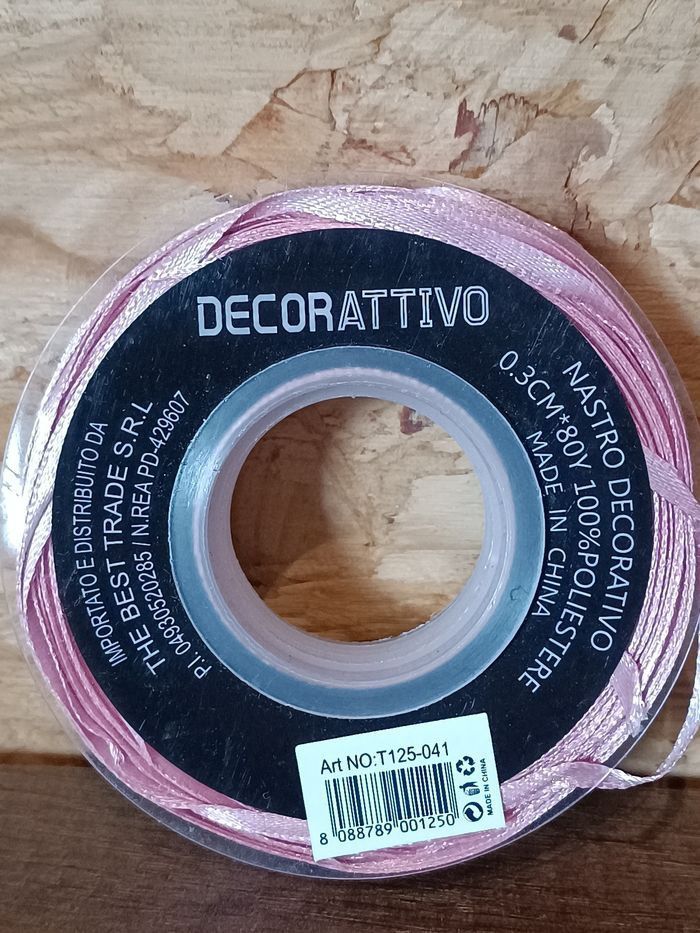 DECORATTIVO
IMPORTATO E DISTRIBUITO DA
THE BEST TRADE S.R.L
P.I. 04930520285 / N.REA PD-429607
NASTRO DECORATIVO
0.3CM*80Y 100%POLIESTERE
MADE IN CHINA
Art NO:T125-041
8 088789 001250
MADE IN CHINA